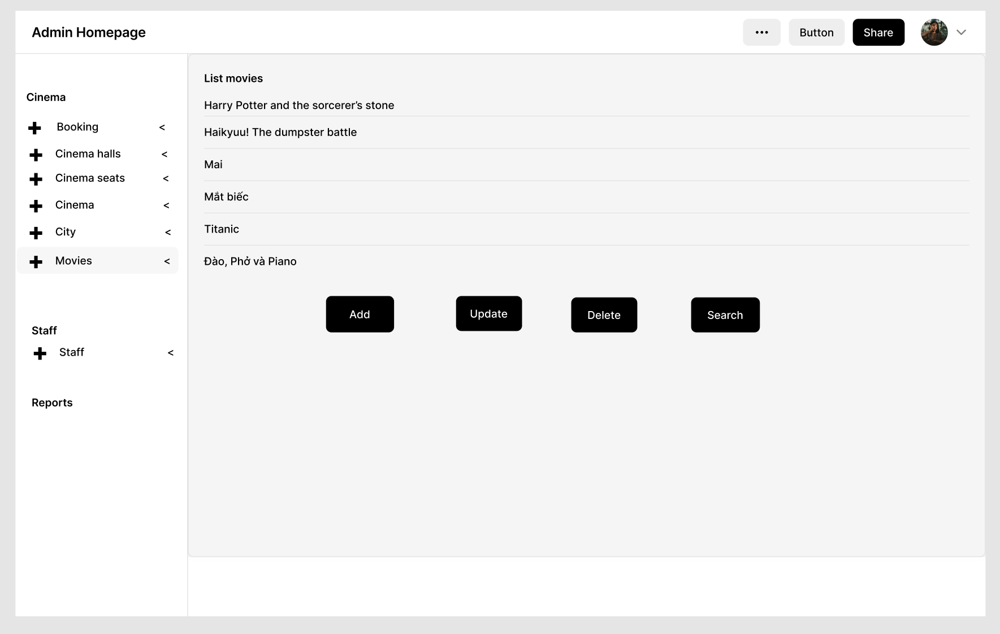 Admin Homepage
••• Button Share
Cinema
Booking <
Cinema halls <
Cinema seats <
Cinema <
City <
Movies <
Staff
Staff <
Reports
List movies
Harry Potter and the sorcerer’s stone
Haikyuu! The dumpster battle
Mai
Mắt biếc
Titanic
Đào, Phở và Piano
Add Update Delete Search